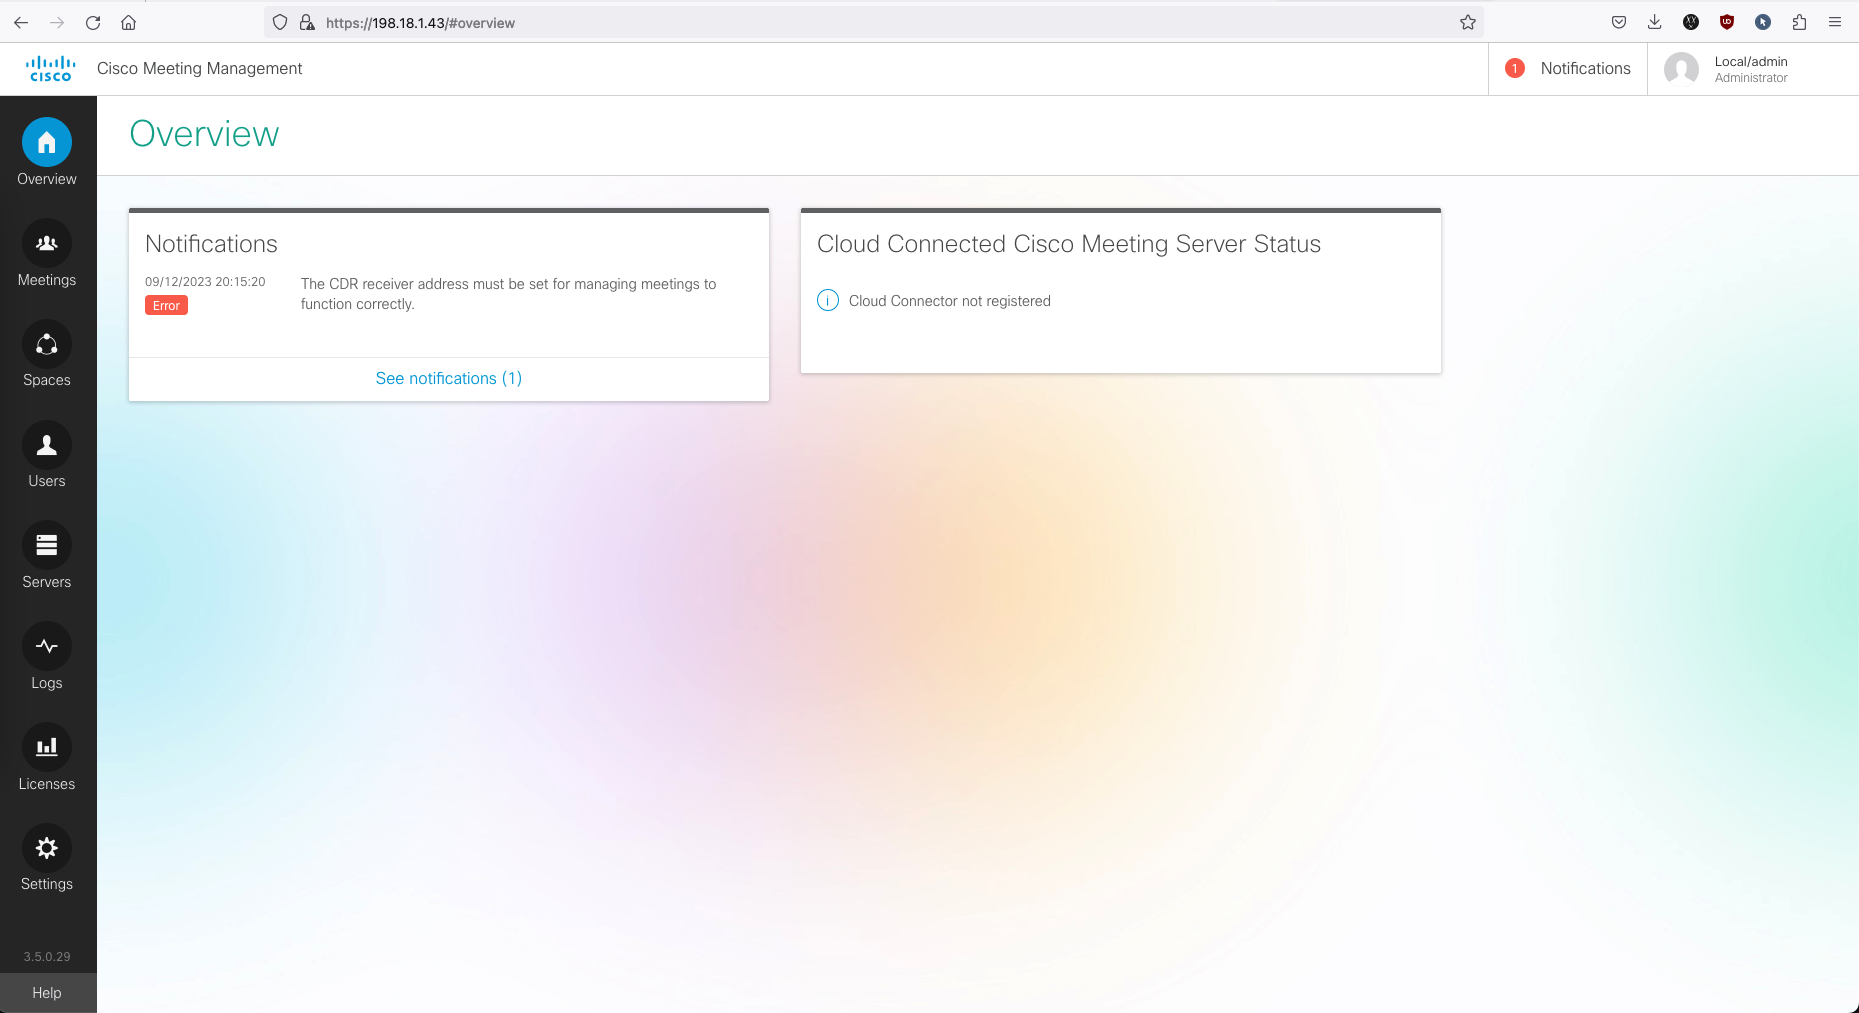 https://198.18.1.43/#overview
CISCO
Cisco Meeting Management
1
Notifications
Local/admin
Administrator
Overview
Meetings
Spaces
Users
Servers
Logs
Licenses
Settings
3.5.0.29
Help
Overview
Notifications
09/12/2023 20:15:20
Error
The CDR receiver address must be set for managing meetings to
function correctly.
See notifications (1)
Cloud Connected Cisco Meeting Server Status
i
Cloud Connector not registered